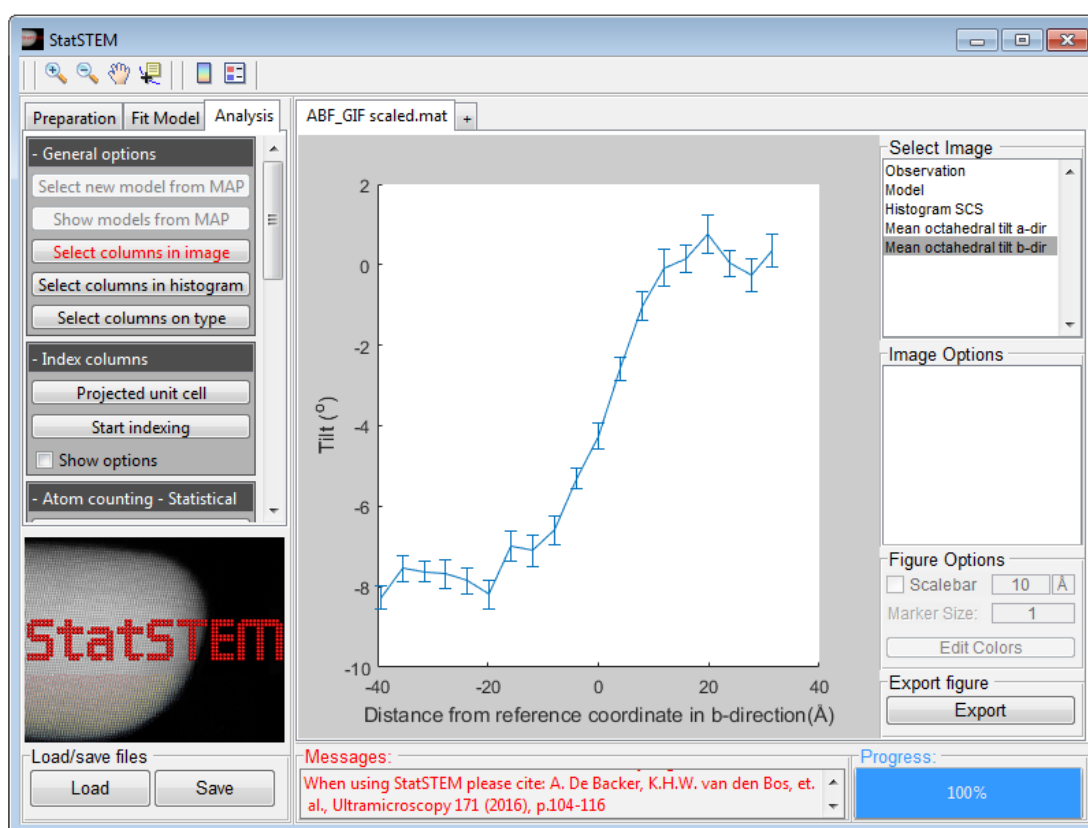 StatSTEM
Preparation Fit Model Analysis
ABF_GIF scaled.mat +
- General options
Select new model from MAP
Show models from MAP
Select columns in image
Select columns in histogram
Select columns on type
- Index columns
Projected unit cell
Start indexing
Show options
- Atom counting - Statistical
StatSTEM
Load/save files
Load Save
2
0
-2
-4
-6
-8
-10
Tilt (°)
-40 -20 0 20 40
Distance from reference coordinate in b-direction(Å)
Select Image
Observation
Model
Histogram SCS
Mean octahedral tilt a-dir
Mean octahedral tilt b-dir
Image Options
Figure Options
Scalebar 10 Å
Marker Size: 1
Edit Colors
Export figure
Export
Messages:
When using StatSTEM please cite: A. De Backer, K.H.W. van den Bos, et.
al., Ultramicroscopy 171 (2016), p.104-116
Progress:
100%